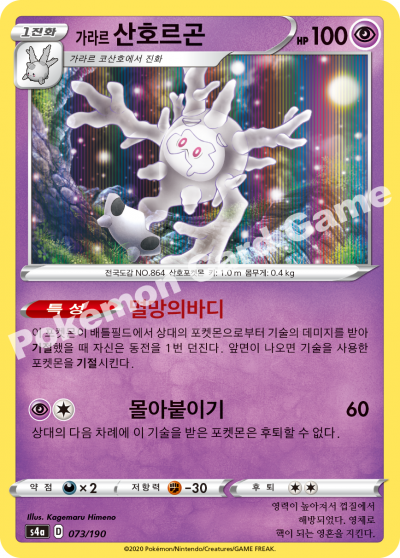 1진화 가라르 산호르곤 HP 100
가라르 코산호에서 진화
전국도감 NO.864 산호포켓몬 키: 1.0 m 몸무게: 0.4 kg
Pokémon Card Game
특성 멸망의바디
이 포켓몬이 배틀필드에서 상대의 포켓몬으로부터 기술의 데미지를 받아
기절했을 때 자신은 동전을 1번 던진다. 앞면이 나오면 기술을 사용한
포켓몬을 기절시킨다.
몰아붙이기 60
상대의 다음 차례에 이 기술을 받은 포켓몬은 후퇴할 수 없다.
약점 ×2 저항력 -30 후퇴
Illus. Kagemaru Himeno
s4a D 073/190
영력이 높아져서 껍질에서
해방되었다. 영체로
핵이 되는 영혼을 지킨다.
©2020 Pokémon/Nintendo/Creatures/GAME FREAK.